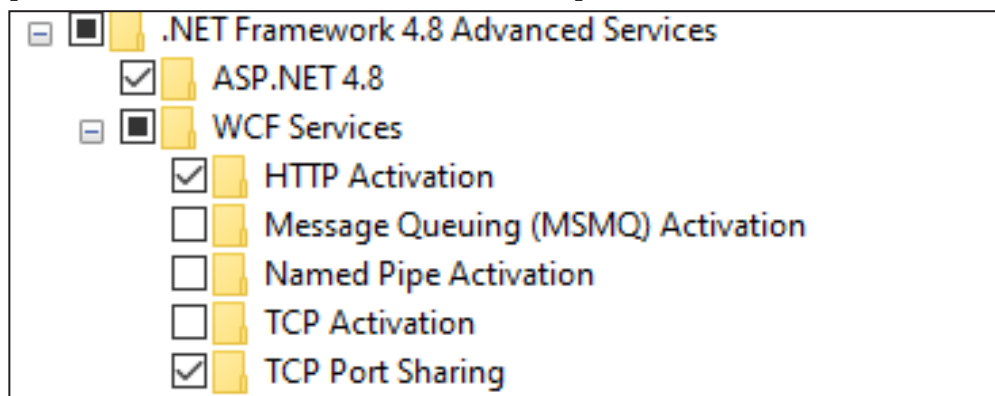 .NET Framework 4.8 Advanced Services
ASP.NET 4.8
WCF Services
HTTP Activation
Message Queuing (MSMQ) Activation
Named Pipe Activation
TCP Activation
TCP Port Sharing